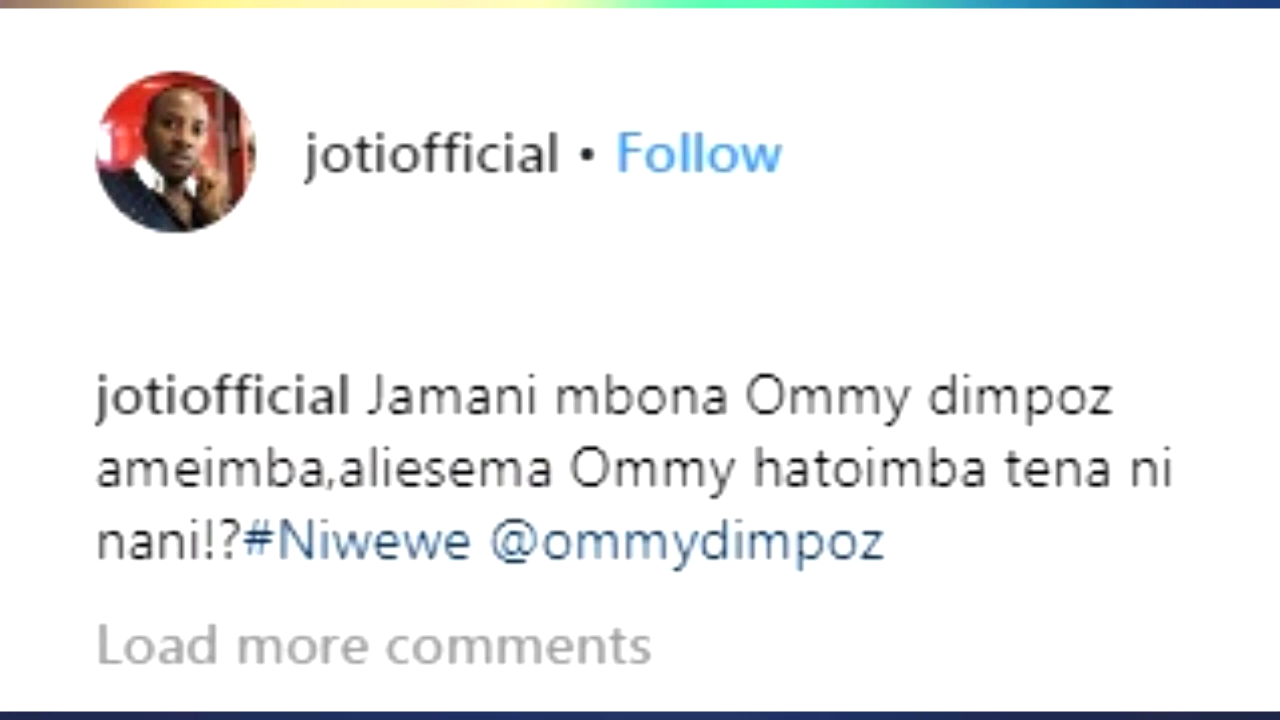 jotiofficial • Follow
jotiofficial Jamani mbona Ommy dimpoz
ameimba,aliesema Ommy hatoimba tena ni
nani!?#Niwewe @ommydimpoz
Load more comments